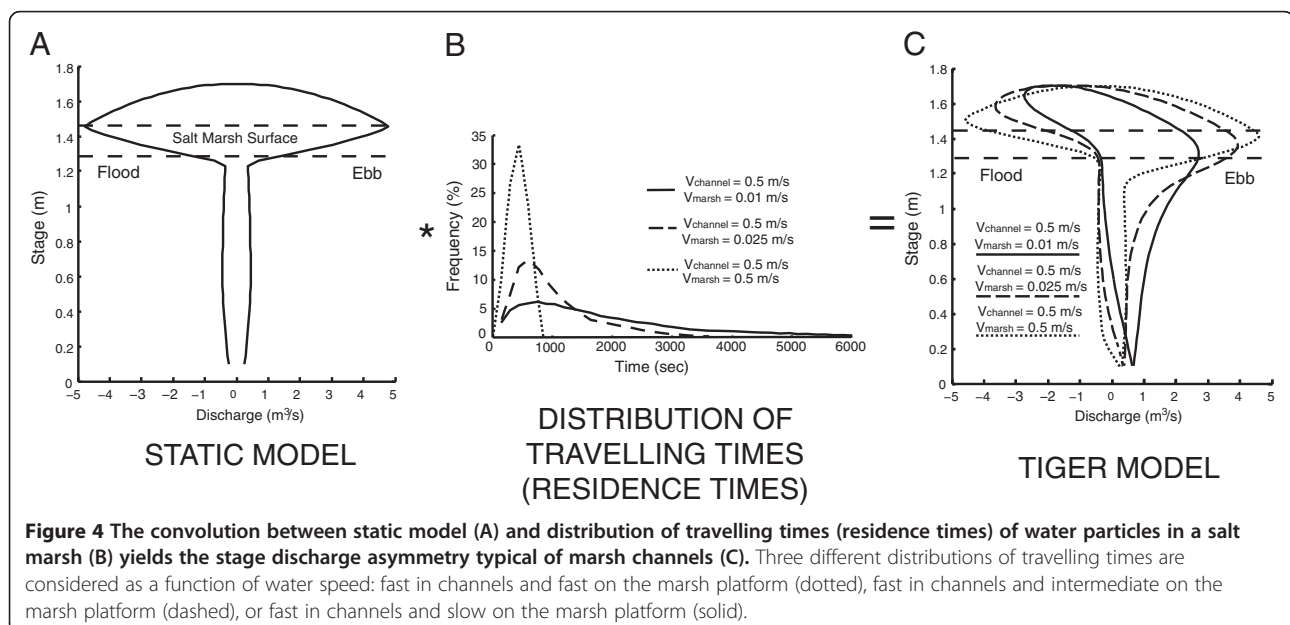 A
1.8
1.6
1.4
1.2
1
0.8
0.6
0.4
0.2
0
Stage (m)
Salt Marsh Surface
Flood
Ebb
−5
−4
−3
−2
−1
0
1
2
3
4
5
Discharge (m³/s)
STATIC MODEL
*
B
35
30
25
20
15
10
5
0
Frequency (%)
Vchannel = 0.5 m/s
Vmarsh = 0.01 m/s
Vchannel = 0.5 m/s
Vmarsh = 0.025 m/s
Vchannel = 0.5 m/s
Vmarsh = 0.5 m/s
0
1000
2000
3000
4000
5000
6000
Time (sec)
DISTRIBUTION OF
TRAVELLING TIMES
(RESIDENCE TIMES)
=
C
1.8
1.6
1.4
1.2
1
0.8
0.6
0.4
0.2
0
Stage (m)
Flood
Ebb
Vchannel = 0.5 m/s
Vmarsh = 0.01 m/s
Vchannel = 0.5 m/s
Vmarsh = 0.025 m/s
Vchannel = 0.5 m/s
Vmarsh = 0.5 m/s
−5
−4
−3
−2
−1
0
1
2
3
4
5
Discharge (m³/s)
TIGER MODEL
Figure 4 The convolution between static model (A) and distribution of travelling times (residence times) of water particles in a salt
marsh (B) yields the stage discharge asymmetry typical of marsh channels (C). Three different distributions of travelling times are
considered as a function of water speed: fast in channels and fast on the marsh platform (dotted), fast in channels and intermediate on the
marsh platform (dashed), or fast in channels and slow on the marsh platform (solid).